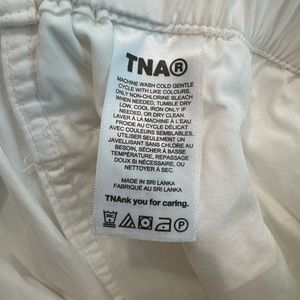 TNA®
MACHINE WASH COLD GENTLE
CYCLE WITH LIKE COLOURS,
ONLY NON-CHLORINE BLEACH
WHEN NEEDED, TUMBLE DRY
LOW, COOL IRON ONLY IF
NEEDED, OR DRY CLEAN.
LAVER À LA MACHINE À L'EAU
FROIDE AU CYCLE DÉLICAT
AVEC COULEURS SEMBLABLES,
UTILISER SEULEMENT UN
JAVELLISANT SANS CHLORE AU
BESOIN, SÉCHER À BASSE
TEMPÉRATURE, REPASSAGE
DOUX SI NÉCESSAIRE, OU
NETTOYER À SEC.
MADE IN SRI LANKA
FABRIQUÉ AU SRI LANKA
TNAnk you for caring.